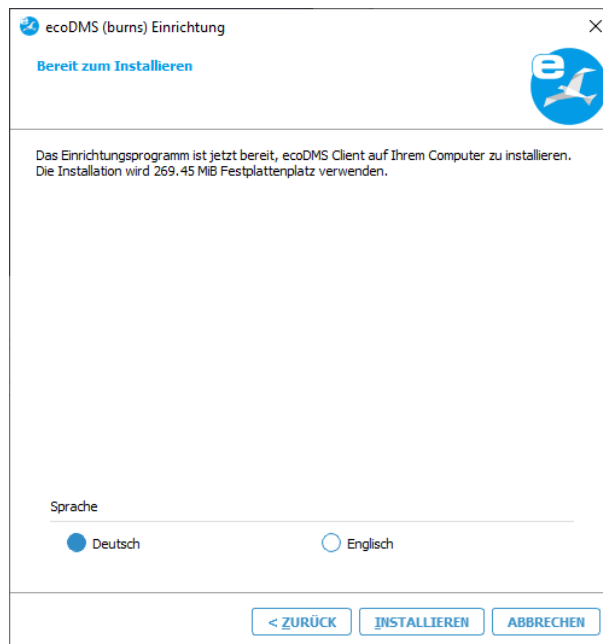 ecoDMS (burns) Einrichtung
Bereit zum Installieren
e
Das Einrichtungsprogramm ist jetzt bereit, ecoDMS Client auf Ihrem Computer zu installieren.
Die Installation wird 269.45 MiB Festplattenplatz verwenden.
Sprache
Deutsch
Englisch
< ZURÜCK
INSTALLIEREN
ABBRECHEN